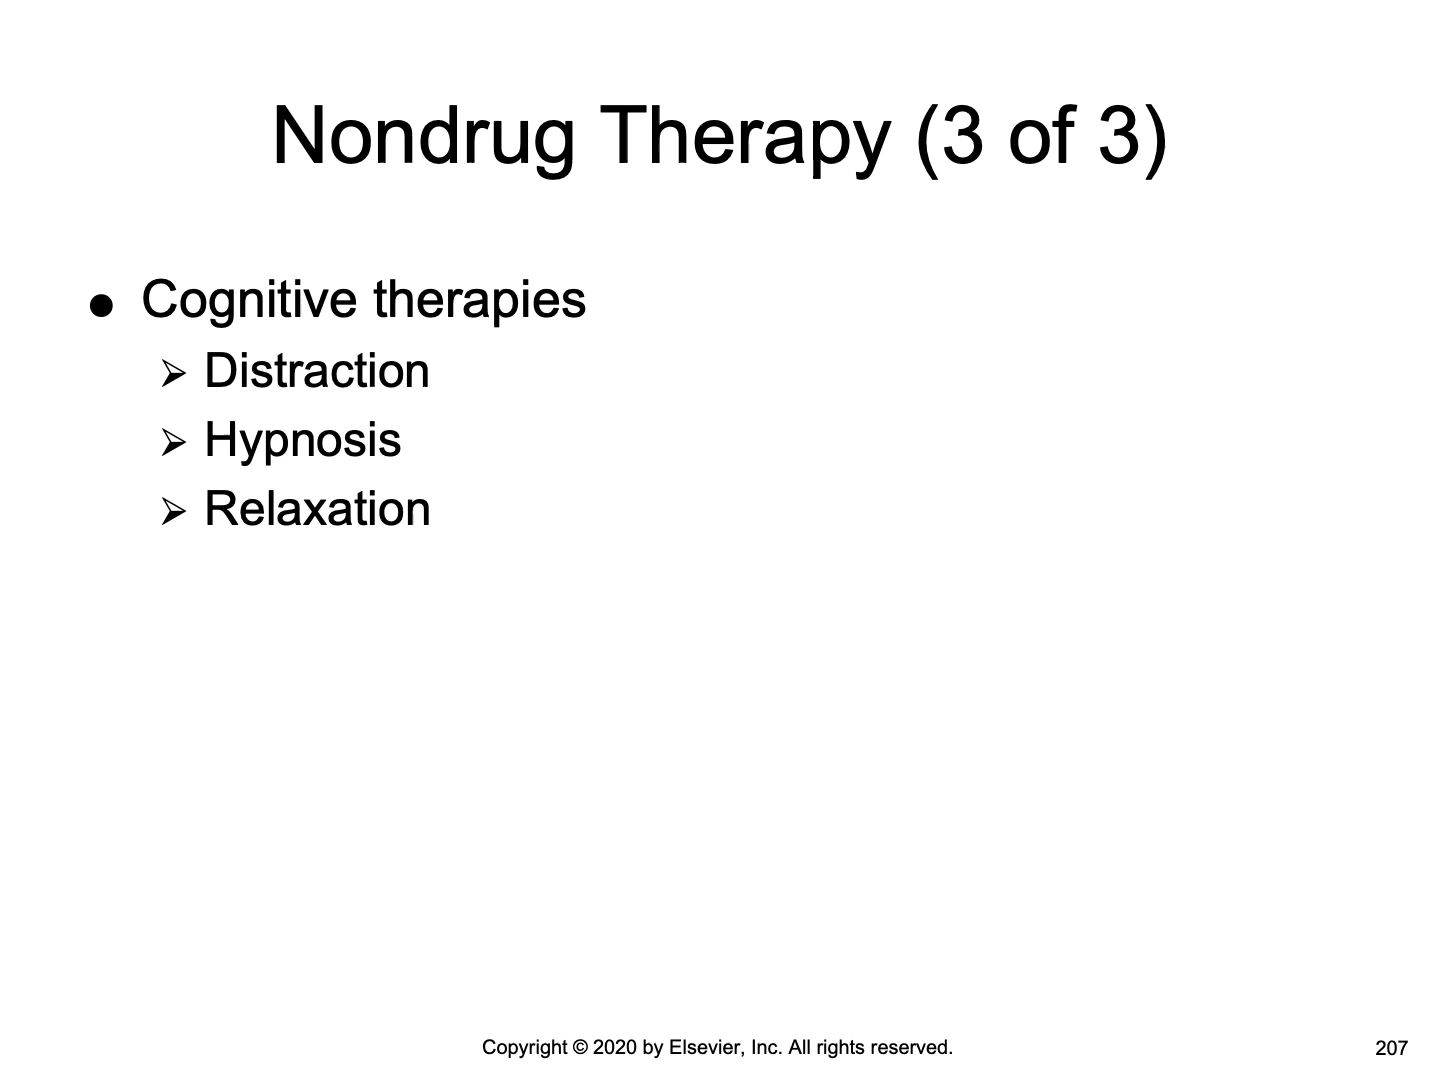 Nondrug Therapy (3 of 3)
● Cognitive therapies
➢ Distraction
➢ Hypnosis
➢ Relaxation
Copyright © 2020 by Elsevier, Inc. All rights reserved.
207